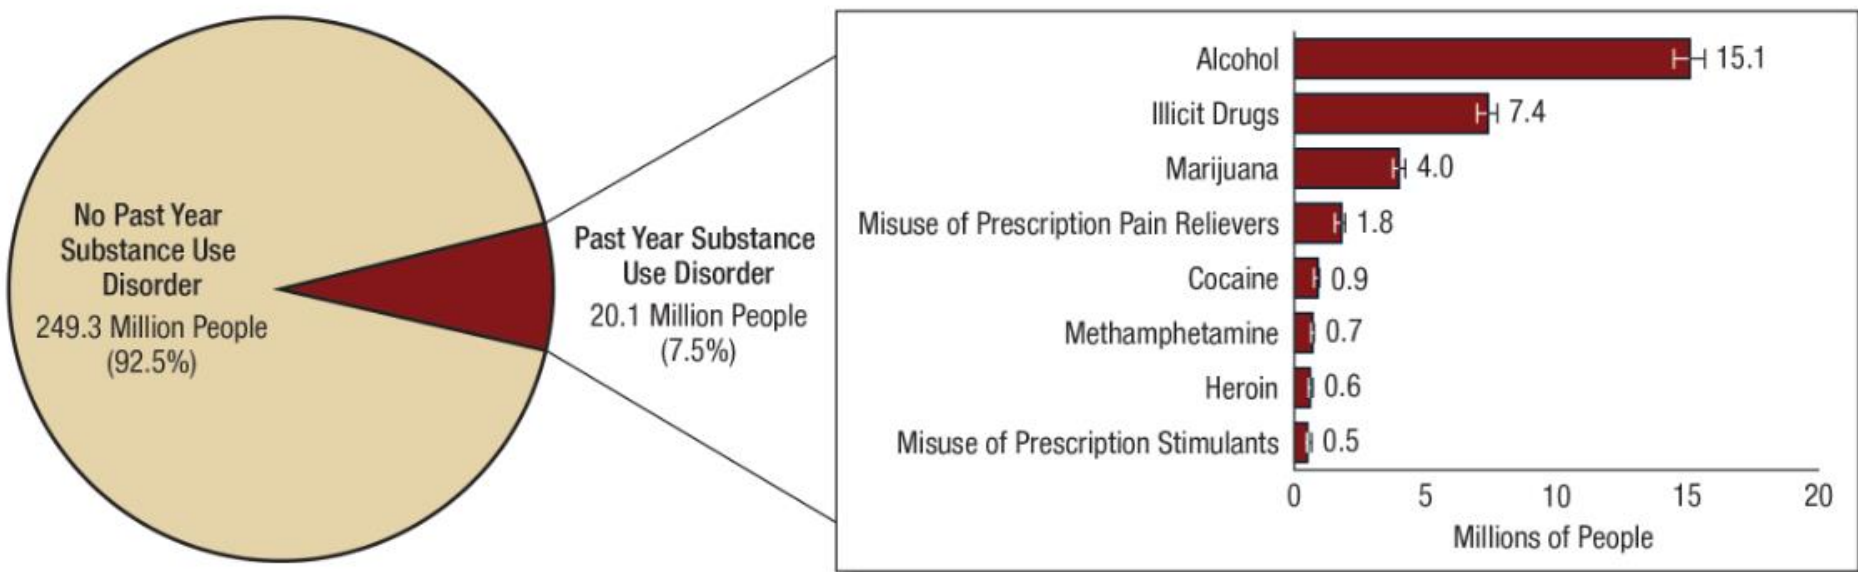 No Past Year
Substance Use
Disorder
249.3 Million People
(92.5%)
Past Year Substance
Use Disorder
20.1 Million People
(7.5%)
Alcohol 15.1
Illicit Drugs 7.4
Marijuana 4.0
Misuse of Prescription Pain Relievers 1.8
Cocaine 0.9
Methamphetamine 0.7
Heroin 0.6
Misuse of Prescription Stimulants 0.5
0 5 10 15 20
Millions of People